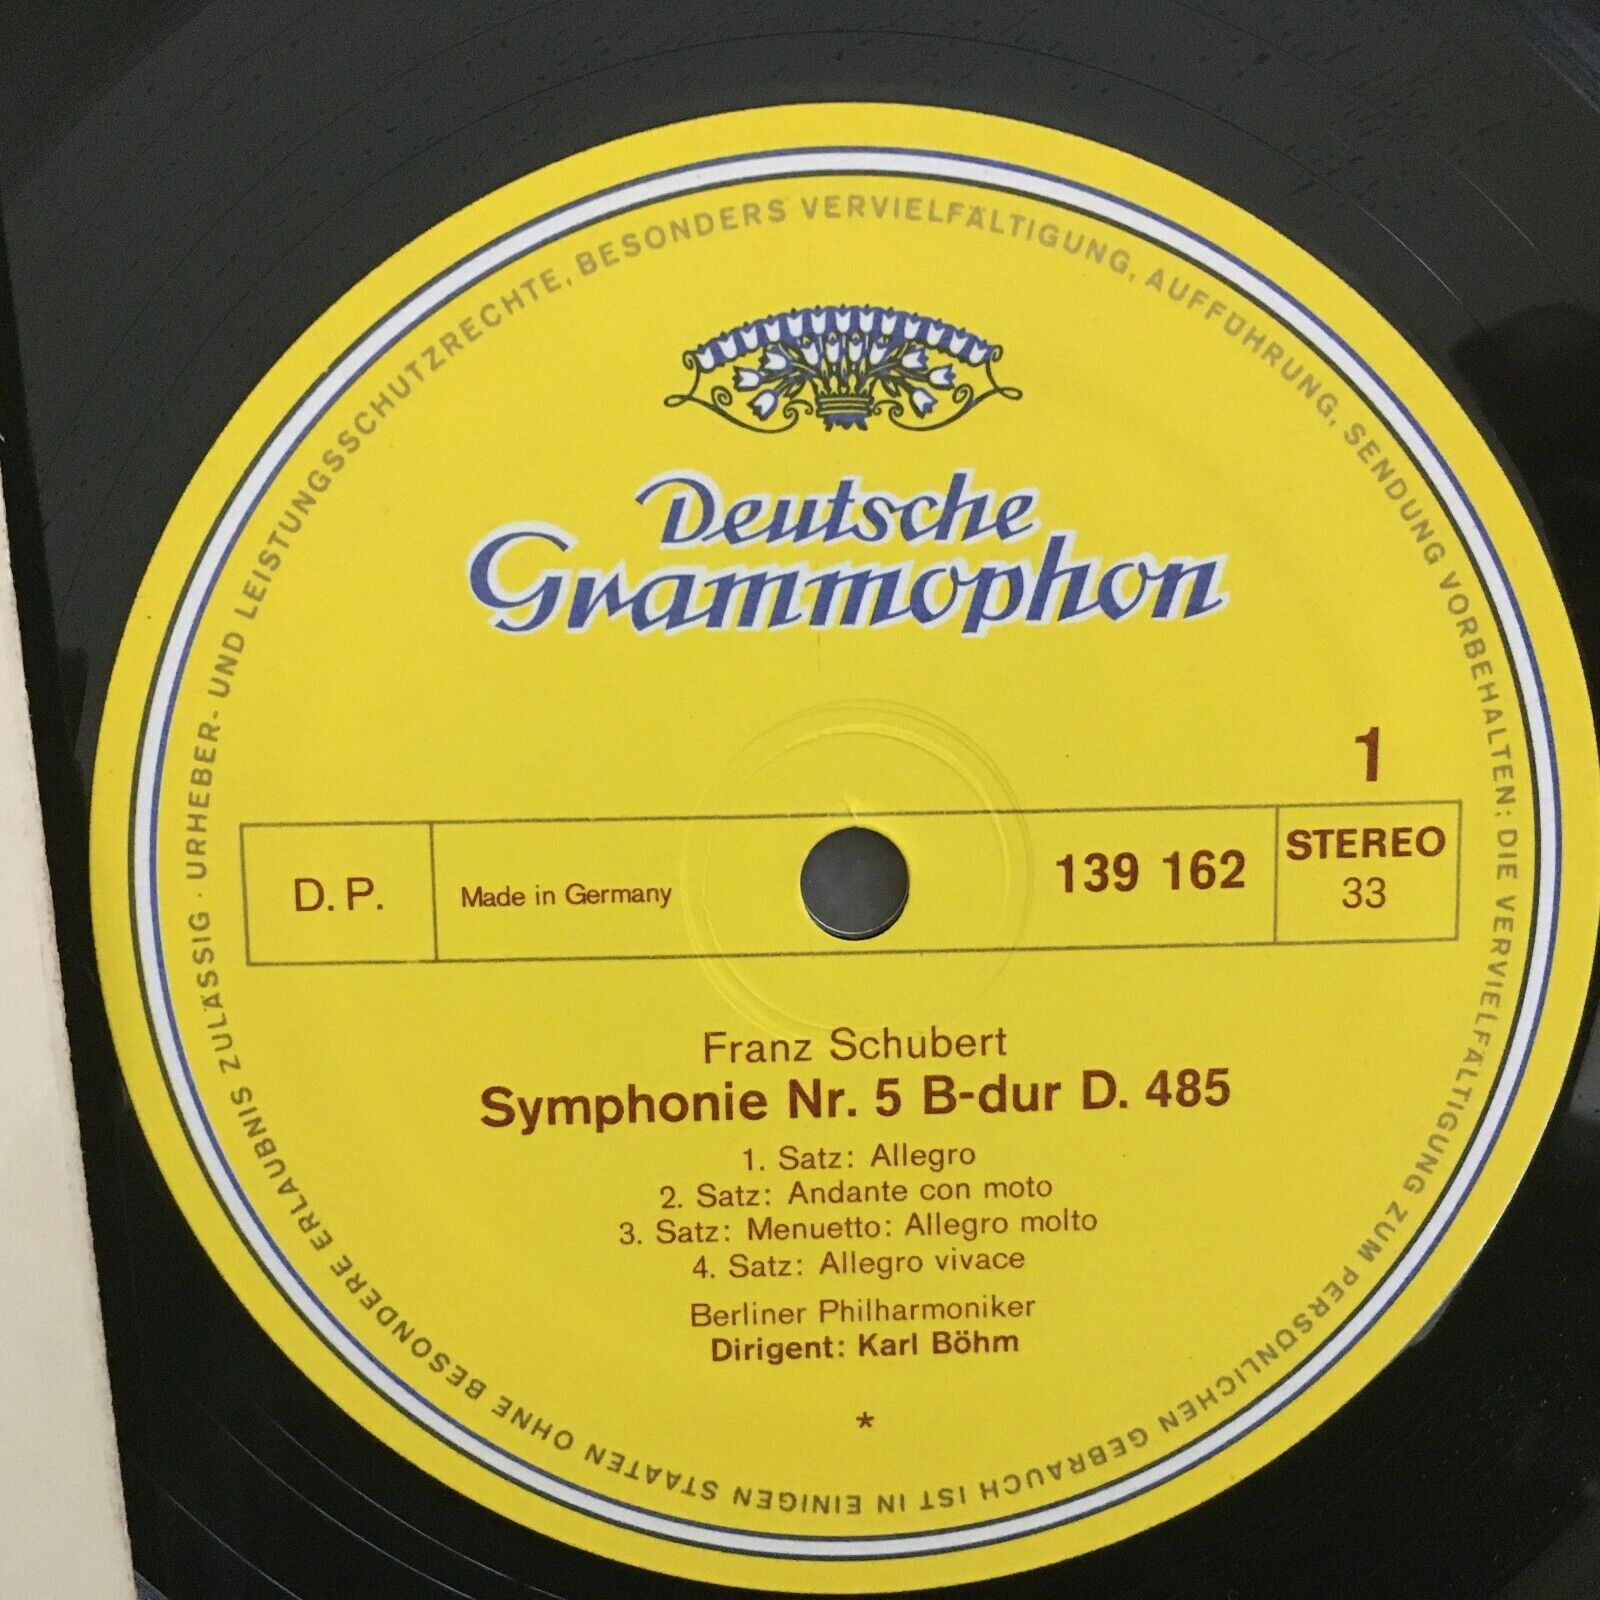 URHEBER- UND LEISTUNGSSCHUTZRECHTE, BESONDERS VERVIELFÄLTIGUNG, AUFFÜHRUNG, SENDUNG VORBEHALTEN; DIE VERVIELFÄLTIGUNG ZUM PERSÖNLICHEN GEBRAUCH IST IN EINIGEN STAATEN OHNE BESONDERE ERLAUBNIS ZULÄSSIG ·
Deutsche
Grammophon
1
D. P.
Made in Germany
139 162
STEREO
33
Franz Schubert
Symphonie Nr. 5 B-dur D. 485
1. Satz: Allegro
2. Satz: Andante con moto
3. Satz: Menuetto: Allegro molto
4. Satz: Allegro vivace
Berliner Philharmoniker
Dirigent: Karl Böhm
*